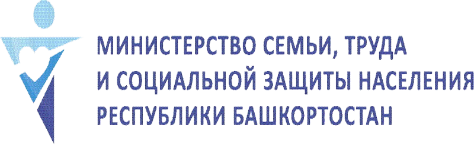 МИНИСТЕРСТВО СЕМЬИ, ТРУДА
И СОЦИАЛЬНОЙ ЗАЩИТЫ НАСЕЛЕНИЯ
РЕСПУБЛИКИ БАШКОРТОСТАН